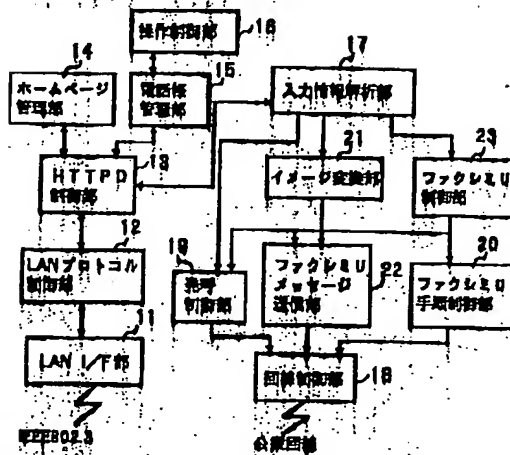 操作制御部
16
14
15
17
ホームページ
管理部
電話帳
管理部
入力情報解析部
13
21
23
HTTPD
制御部
イメージ変換部
ファクシミリ
制御部
12
19
20
LANプロトコル
制御部
発呼
制御部
ファクシミリ
メッセージ
送信部
22
ファクシミリ
手順制御部
11
LAN I/F部
回線制御部
18
IEEE802.3
公衆回線